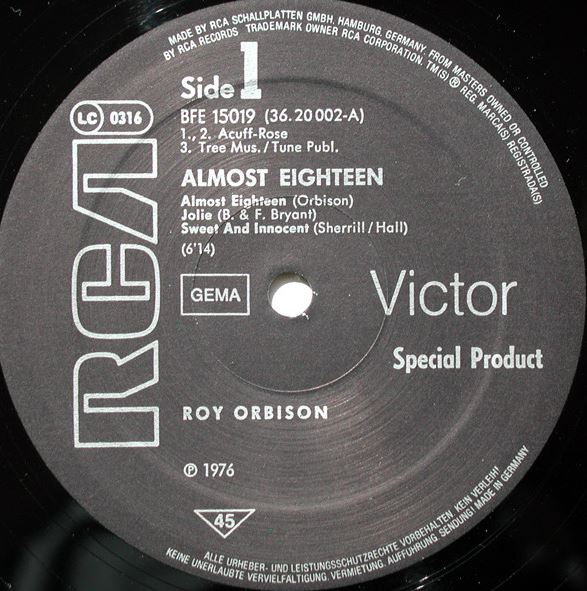 MADE BY RCA SCHALLPLATTEN GMBH, HAMBURG, GERMANY, FROM MASTERS OWNED OR CONTROLLED
BY RCA RECORDS TRADEMARK OWNER RCA CORPORATION, TM(S) ® REG. MARCA(S) REGISTRADA(S)
Side 1
LC 0316
BFE 15019 (36.20 002-A)
1., 2. Acuff-Rose
3. Tree Mus./Tune Publ.
ALMOST EIGHTEEN
Almost Eighteen (Orbison)
Jolie (B. & F. Bryant)
Sweet And Innocent (Sherrill/Hall)
(6'14)
RCA
GEMA
Victor
Special Product
ROY ORBISON
℗ 1976
45
ALLE URHEBER- UND LEISTUNGSSCHUTZRECHTE VORBEHALTEN. KEIN VERLEIH!
KEINE UNERLAUBTE VERVIELFÄLTIGUNG, VERMIETUNG, AUFFÜHRUNG, SENDUNG! MADE IN GERMANY